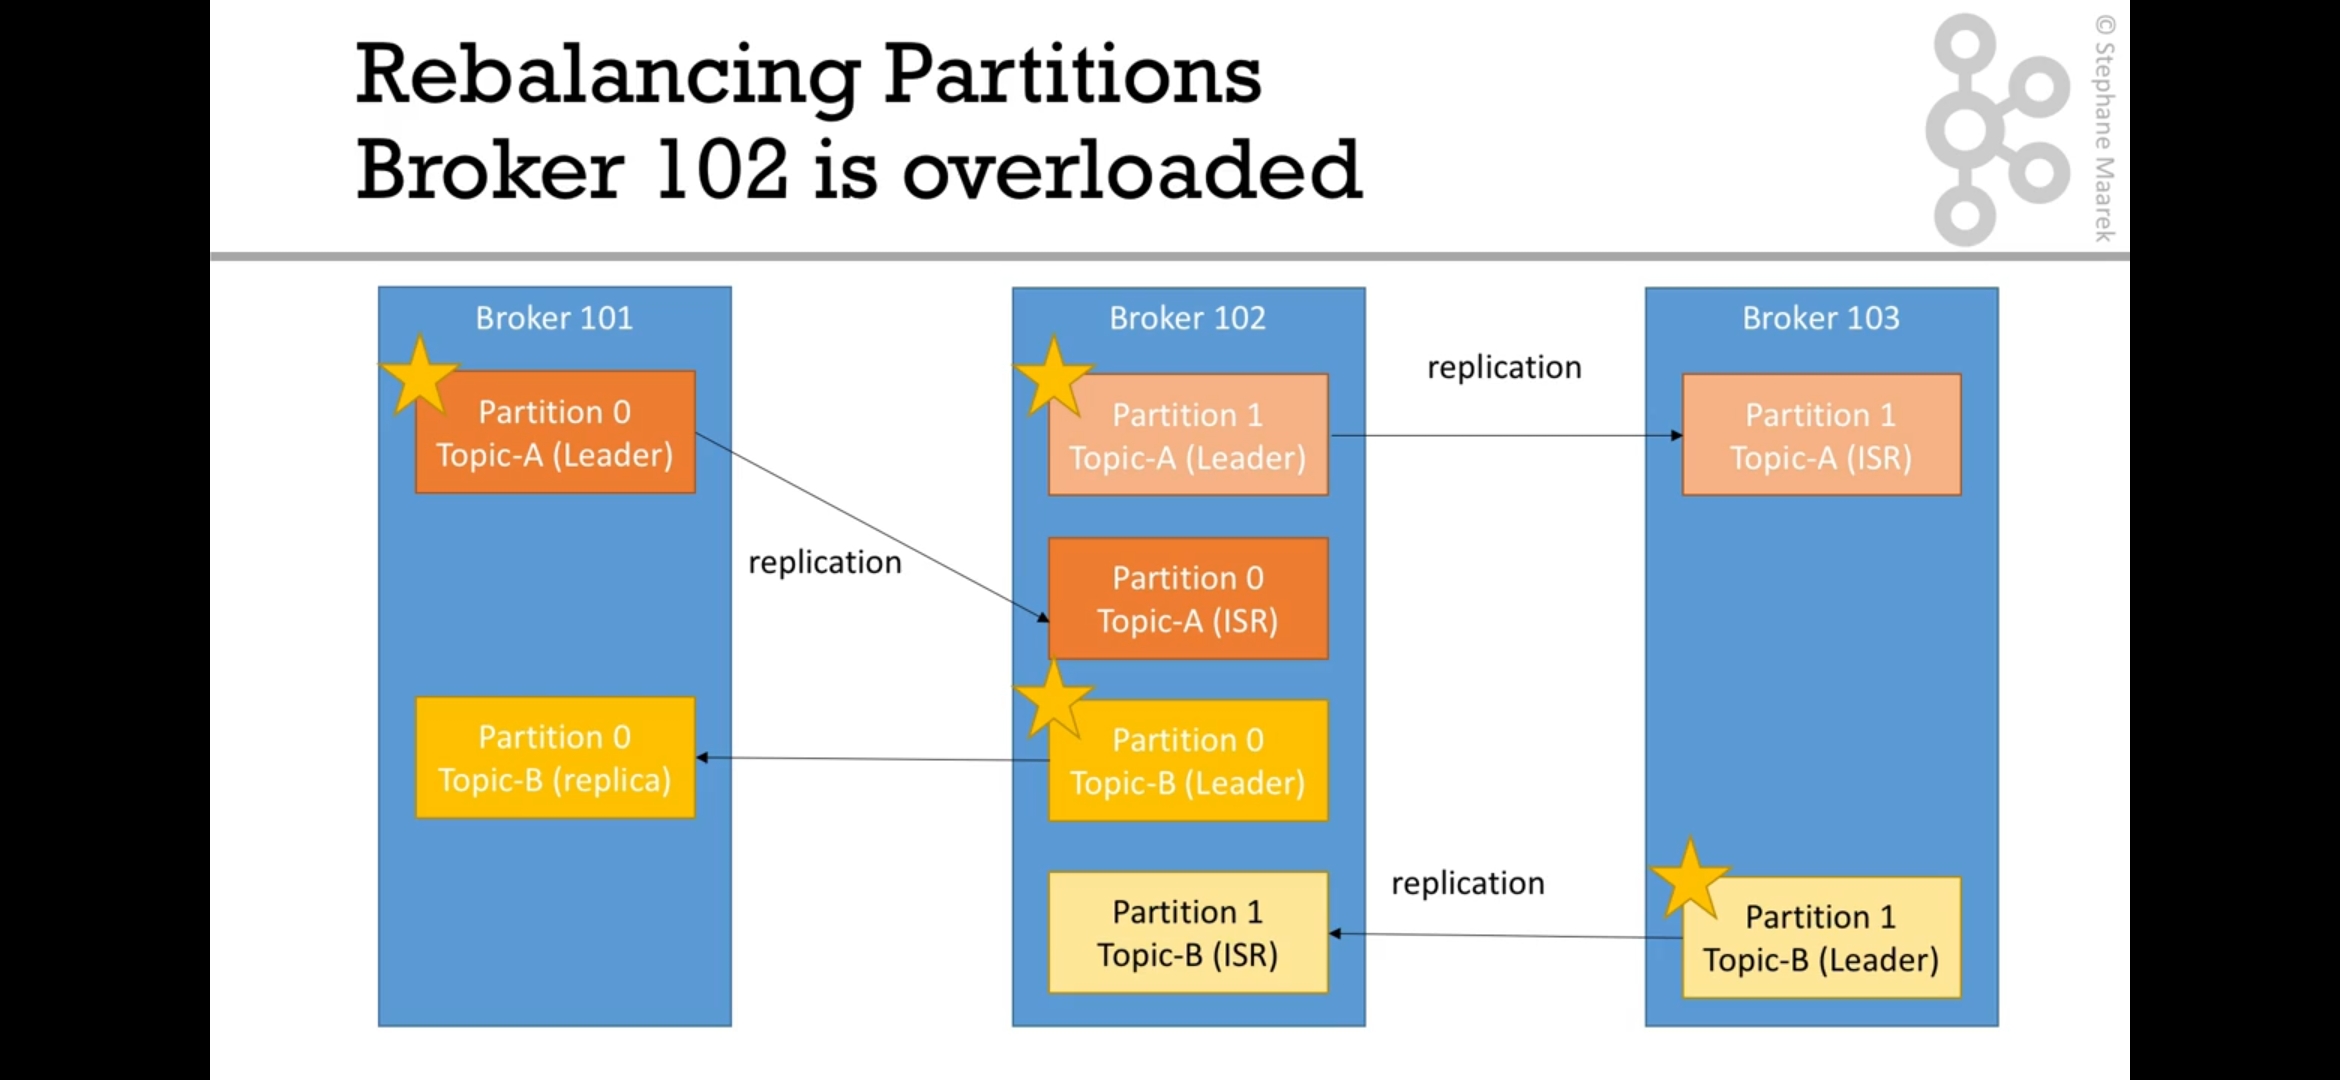 Rebalancing Partitions
Broker 102 is overloaded
© Stephane Maarek
Broker 101
Partition 0
Topic-A (Leader)
replication
Partition 0
Topic-B (replica)
Broker 102
Partition 1
Topic-A (Leader)
Partition 0
Topic-A (ISR)
Partition 0
Topic-B (Leader)
Partition 1
Topic-B (ISR)
replication
replication
Broker 103
Partition 1
Topic-A (ISR)
Partition 1
Topic-B (Leader)